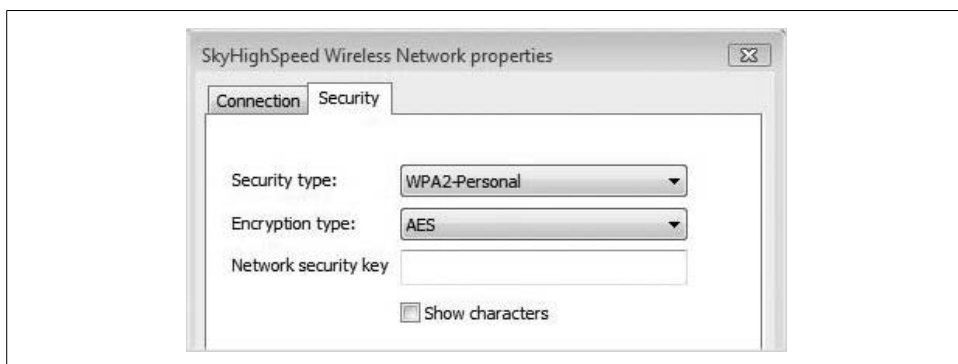 SkyHighSpeed Wireless Network properties
Connection Security
Security type: WPA2-Personal
Encryption type: AES
Network security key
Show characters